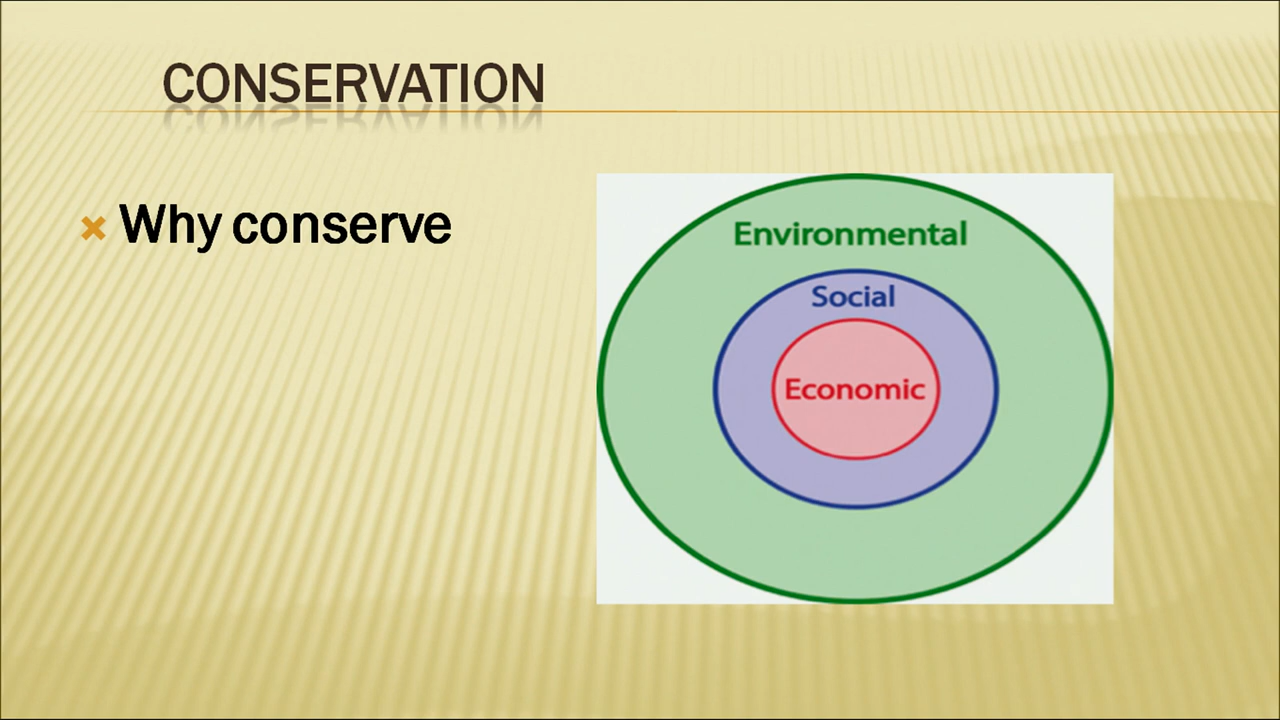 CONSERVATION
Why conserve
Environmental
Social
Economic